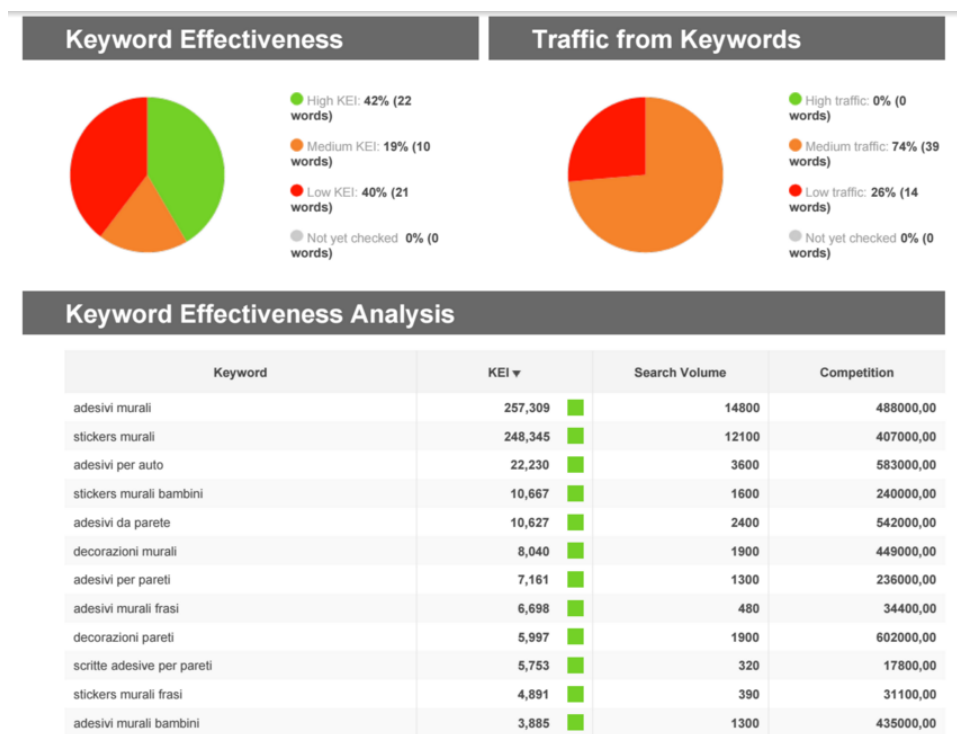 Keyword Effectiveness
Traffic from Keywords
High KEI: 42% (22
words)
Medium KEI: 19% (10
words)
Low KEI: 40% (21
words)
Not yet checked 0% (0
words)
High traffic: 0% (0
words)
Medium traffic: 74% (39
words)
Low traffic: 26% (14
words)
Not yet checked 0% (0
words)
Keyword Effectiveness Analysis
Keyword KEI ▼ Search Volume Competition
adesivi murali 257,309 14800 488000,00
stickers murali 248,345 12100 407000,00
adesivi per auto 22,230 3600 583000,00
stickers murali bambini 10,667 1600 240000,00
adesivi da parete 10,627 2400 542000,00
decorazioni murali 8,040 1900 449000,00
adesivi per pareti 7,161 1300 236000,00
adesivi murali frasi 6,698 480 34400,00
decorazioni pareti 5,997 1900 602000,00
scritte adesive per pareti 5,753 320 17800,00
stickers murali frasi 4,891 390 31100,00
adesivi murali bambini 3,885 1300 435000,00